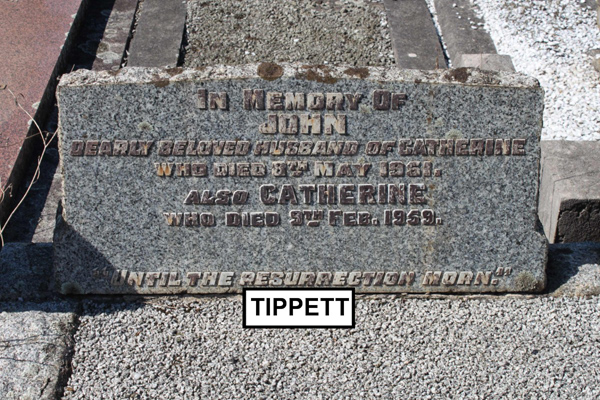 In Memory Of
JOHN
DEARLY BELOVED HUSBAND OF CATHERINE
WHO DIED 8TH MAY 1961.
ALSO CATHERINE
WHO DIED 3RD FEB. 1969.
"UNTIL THE RESURRECTION MORN."
TIPPETT